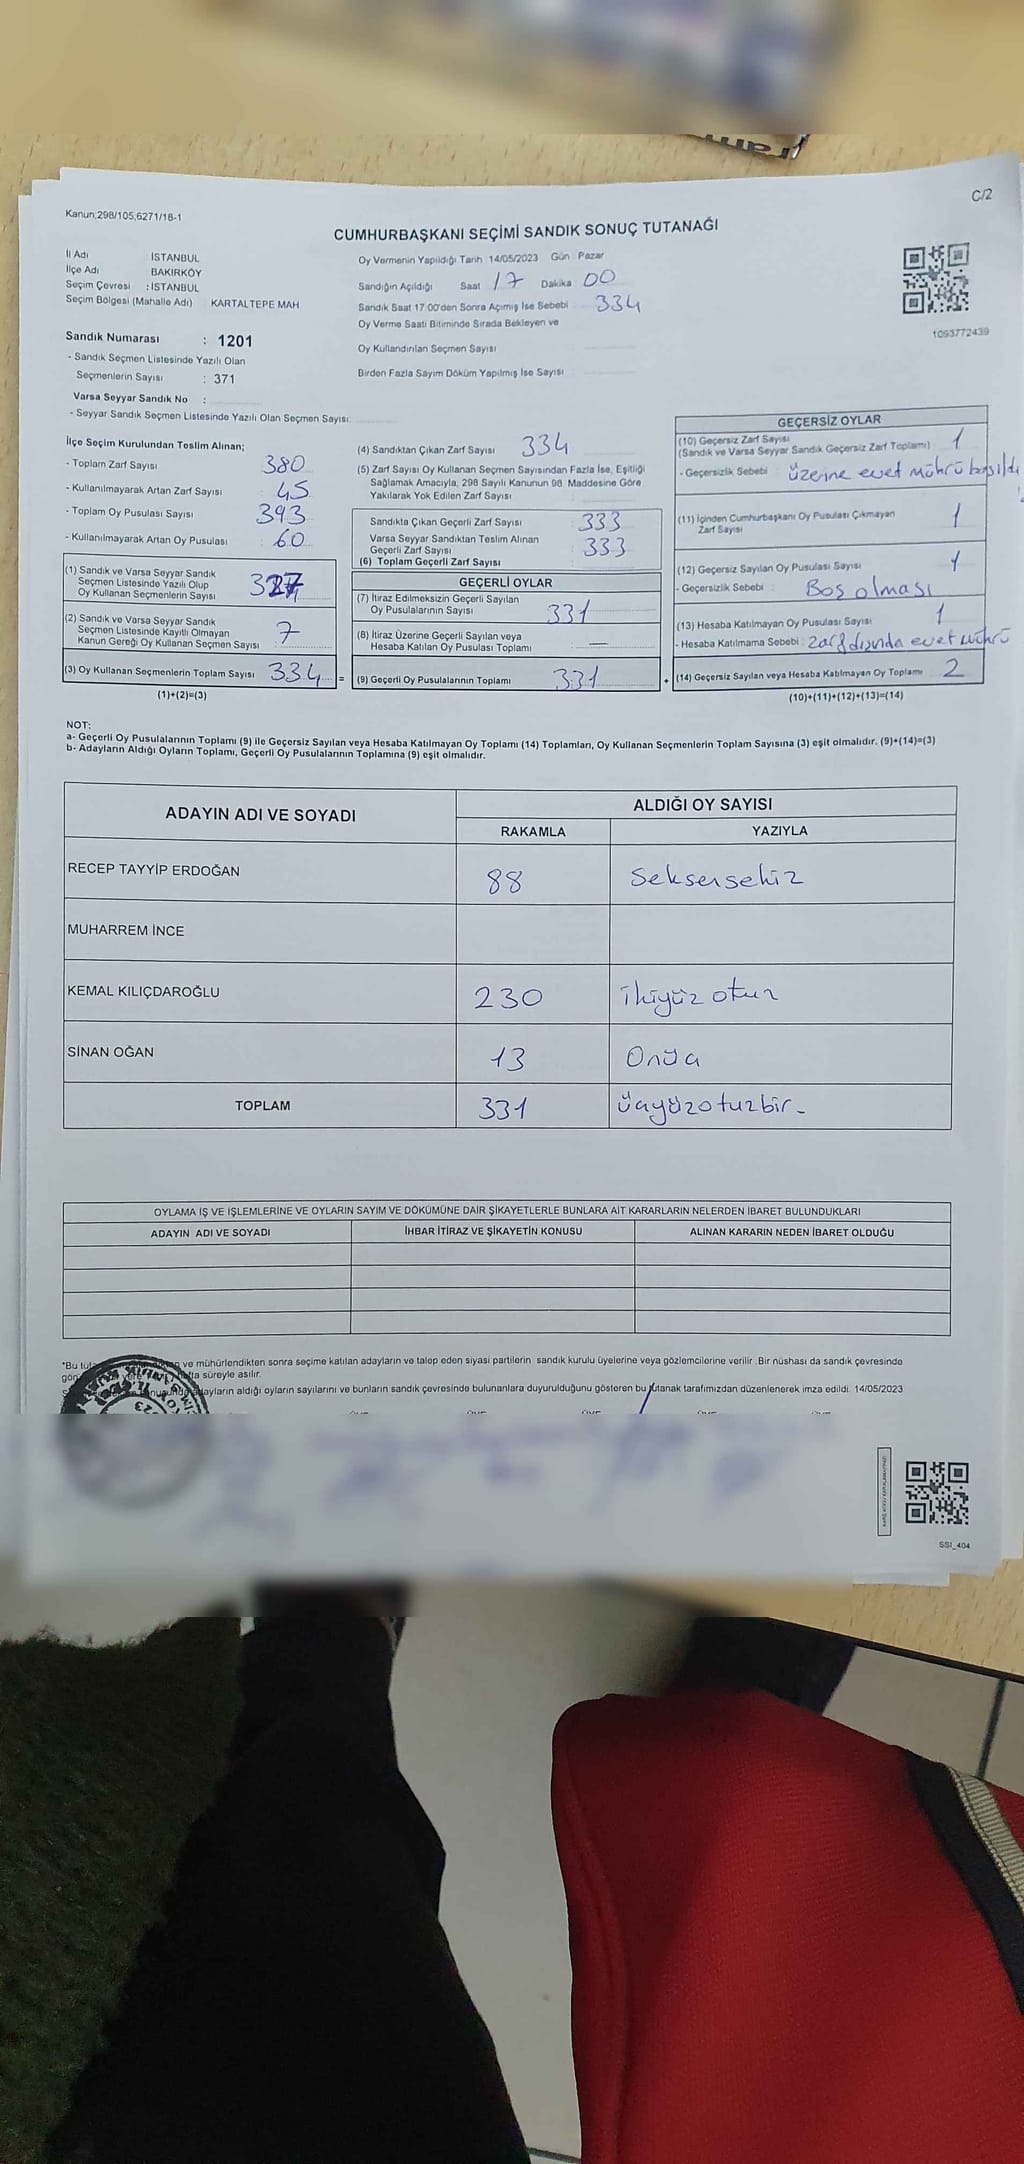 C/2
Kanun;298/105,6271/18-1
CUMHURBAŞKANI SEÇİMİ SANDIK SONUÇ TUTANAĞI
İl Adı : İSTANBUL
İlçe Adı : BAKIRKÖY
Seçim Çevresi : İSTANBUL
Seçim Bölgesi (Mahalle Adı) KARTALTEPE MAH
Sandık Numarası : 1201
- Sandık Seçmen Listesinde Yazılı Olan
Seçmenlerin Sayısı : 371
Varsa Seyyar Sandık No :
- Seyyar Sandık Seçmen Listesinde Yazılı Olan Seçmen Sayısı:
Oy Vermenin Yapıldığı Tarih : 14/05/2023 Gün : Pazar
Sandığın Açıldığı Saat 17 Dakika 00
Sandık Saat 17:00'den Sonra Açılmış İse Sebebi 334
Oy Verme Saati Bitiminde Sırada Bekleyen ve
Oy Kullandırılan Seçmen Sayısı
Birden Fazla Sayım Döküm Yapılmış İse Sayısı :
1093772439
İlçe Seçim Kurulundan Teslim Alınan;
- Toplam Zarf Sayısı : 380
- Kullanılmayarak Artan Zarf Sayısı : 45
- Toplam Oy Pusulası Sayısı : 393
- Kullanılmayarak Artan Oy Pusulası : 60
(1) Sandık ve Varsa Seyyar Sandık
Seçmen Listesinde Yazılı Olup
Oy Kullanan Seçmenlerin Sayısı 327
(2) Sandık ve Varsa Seyyar Sandık
Seçmen Listesinde Kayıtlı Olmayan
Kanun Gereği Oy Kullanan Seçmen Sayısı 7
(3) Oy Kullanan Seçmenlerin Toplam Sayısı 334 =
(1)+(2)=(3)
(4) Sandıktan Çıkan Zarf Sayısı 334
(5) Zarf Sayısı Oy Kullanan Seçmen Sayısından Fazla İse, Eşitliği
Sağlamak Amacıyla, 298 Sayılı Kanunun 98. Maddesine Göre
Yakılarak Yok Edilen Zarf Sayısı :
Sandıkta Çıkan Geçerli Zarf Sayısı : 333
Varsa Seyyar Sandıktan Teslim Alınan
Geçerli Zarf Sayısı : 333
(6) Toplam Geçerli Zarf Sayısı
GEÇERLİ OYLAR
(7) İtiraz Edilmeksizin Geçerli Sayılan
Oy Pusulalarının Sayısı 331
(8) İtiraz Üzerine Geçerli Sayılan veya
Hesaba Katılan Oy Pusulası Toplamı : —
(9) Geçerli Oy Pusulalarının Toplamı 331 +
GEÇERSİZ OYLAR
(10) Geçersiz Zarf Sayısı
(Sandık ve Varsa Seyyar Sandık Geçersiz Zarf Toplamı) 1
- Geçersizlik Sebebi : üzerine evet mührü basıldı
(11) İçinden Cumhurbaşkanı Oy Pusulası Çıkmayan
Zarf Sayısı 1
(12) Geçersiz Sayılan Oy Pusulası Sayısı 1
- Geçersizlik Sebebi : Boş olması
(13) Hesaba Katılmayan Oy Pusulası Sayısı 1
- Hesaba Katılmama Sebebi : zarf dışında evet mührü
(14) Geçersiz Sayılan veya Hesaba Katılmayan Oy Toplamı 2
(10)+(11)+(12)+(13)=(14)
NOT:
a- Geçerli Oy Pusulalarının Toplamı (9) ile Geçersiz Sayılan veya Hesaba Katılmayan Oy Toplamı (14) Toplamları, Oy Kullanan Seçmenlerin Toplam Sayısına (3) eşit olmalıdır. (9)+(14)=(3)
b- Adayların Aldığı Oyların Toplamı, Geçerli Oy Pusulalarının Toplamına (9) eşit olmalıdır.
ADAYIN ADI VE SOYADI ALDIĞI OY SAYISI
RAKAMLA YAZIYLA
RECEP TAYYİP ERDOĞAN 88 Seksensekiz
MUHARREM İNCE
KEMAL KILIÇDAROĞLU 230 ikiyüz otuz
SİNAN OĞAN 13 Onüç
TOPLAM 331 üçyüzotuzbir-
OYLAMA İŞ VE İŞLEMLERİNE VE OYLARIN SAYIM VE DÖKÜMÜNE DAİR ŞİKAYETLERLE BUNLARA AİT KARARLARIN NELERDEN İBARET BULUNDUKLARI
ADAYIN ADI VE SOYADI İHBAR İTİRAZ VE ŞİKAYETİN KONUSU ALINAN KARARIN NEDEN İBARET OLDUĞU
*Bu ve mühürlendikten sonra seçime katılan adayların ve talep eden siyasi partilerin sandık kurulu üyelerine veya gözlemcilerine verilir. Bir nüshası da sandık çevresinde
süreyle asılır.
adayların aldığı oyların sayılarını ve bunların sandık çevresinde bulunanlara duyurulduğunu gösteren bu tutanak tarafımızdan düzenlenerek imza edildi. 14/05/2023
SSI_404